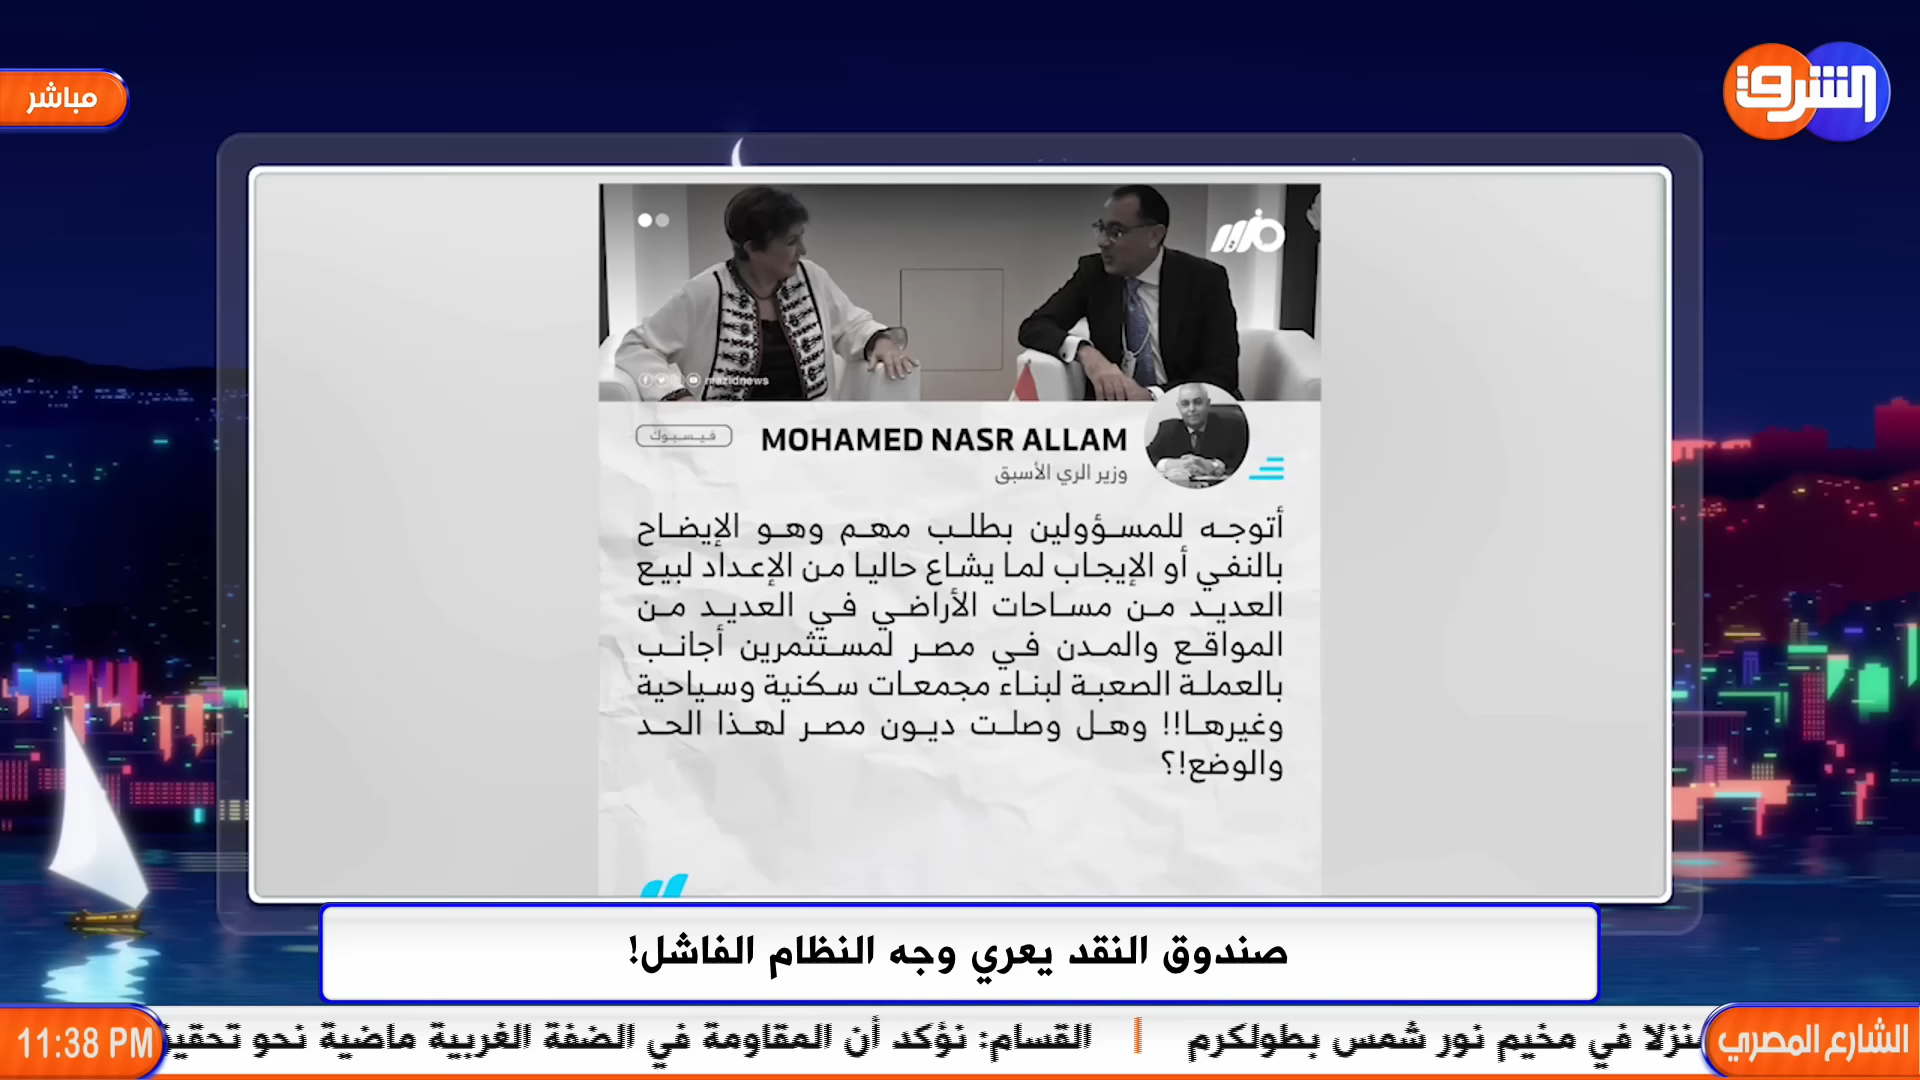 مباشر
الشرق
مزيد
mazidnews
فيسبوك
MOHAMED NASR ALLAM
وزير الري الأسبق
أتوجه للمسؤولين بطلب مهم وهو الإيضاح
بالنفي أو الإيجاب لما يشاع حاليا من الإعداد لبيع
العديد من مساحات الأراضي في العديد من
المواقع والمدن في مصر لمستثمرين أجانب
بالعملة الصعبة لبناء مجمعات سكنية وسياحية
وغيرها!! وهل وصلت ديون مصر لهذا الحد
والوضع!؟
صندوق النقد يعري وجه النظام الفاشل!
الشارع المصري
منزلا في مخيم نور شمس بطولكرم | القسام: نؤكد أن المقاومة في الضفة الغربية ماضية نحو
11:38 PM